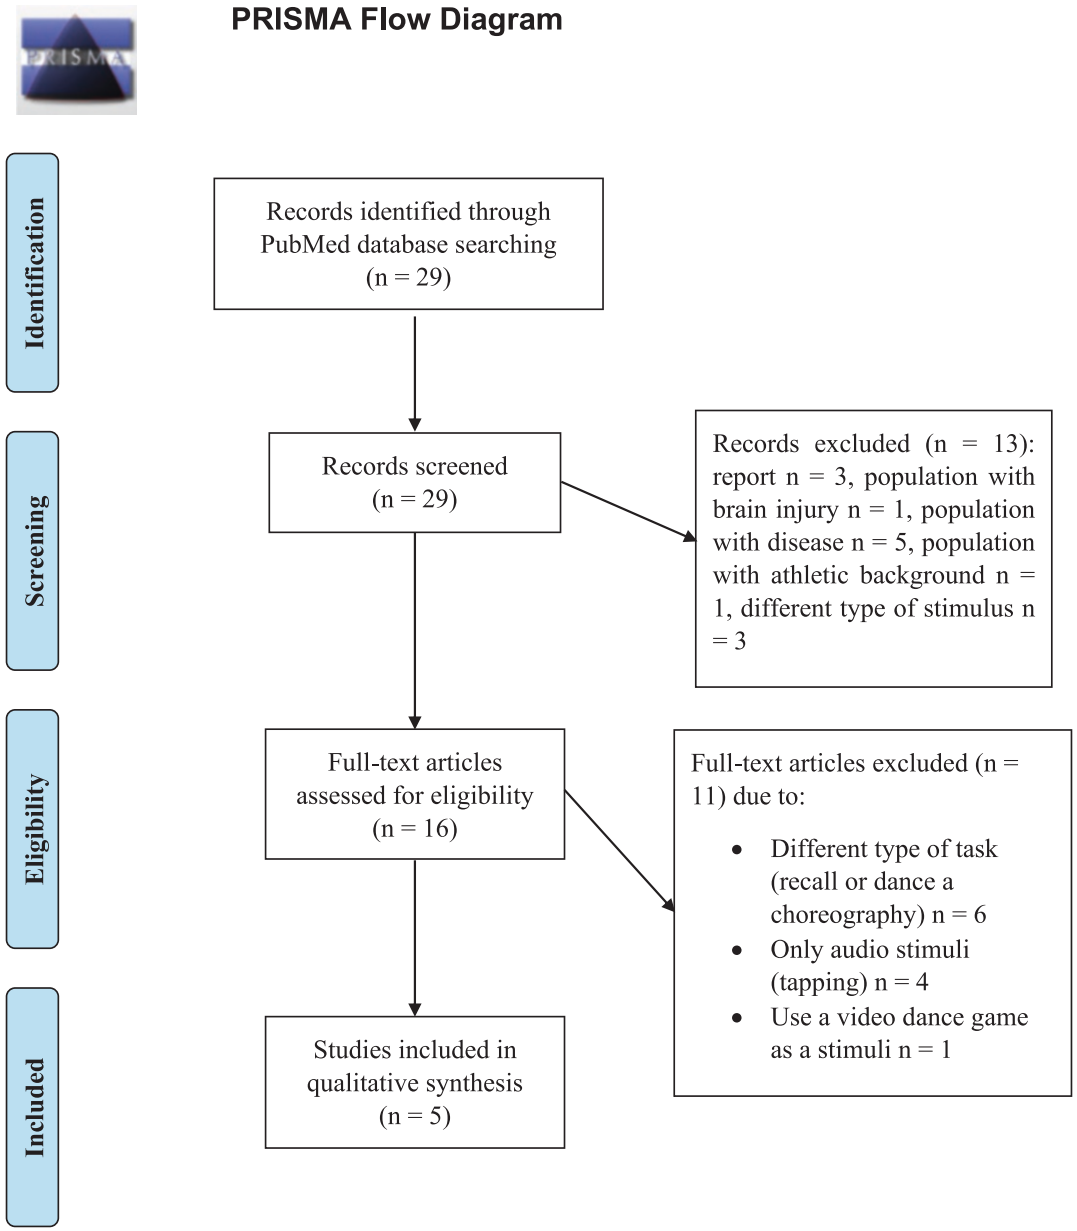 PRISMA Flow Diagram
PRISMA
Identification
Records identified through
PubMed database searching
(n = 29)
Screening
Records screened
(n = 29)
Records excluded (n = 13):
report n = 3, population with
brain injury n = 1, population
with disease n = 5, population
with athletic background n =
1, different type of stimulus n
= 3
Eligibility
Full-text articles
assessed for eligibility
(n = 16)
Full-text articles excluded (n =
11) due to:
• Different type of task
(recall or dance a
choreography) n = 6
• Only audio stimuli
(tapping) n = 4
• Use a video dance game
as a stimuli n = 1
Included
Studies included in
qualitative synthesis
(n = 5)